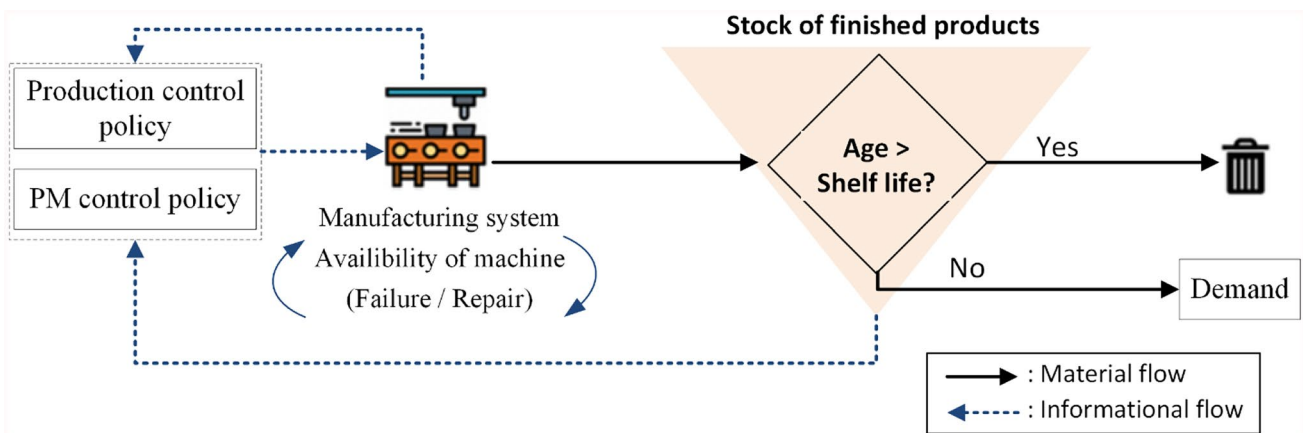 Stock of finished products
Production control
policy
PM control policy
Manufacturing system
Availibility of machine
(Failure / Repair)
Age >
Shelf life?
Yes
No
Demand
: Material flow
: Informational flow